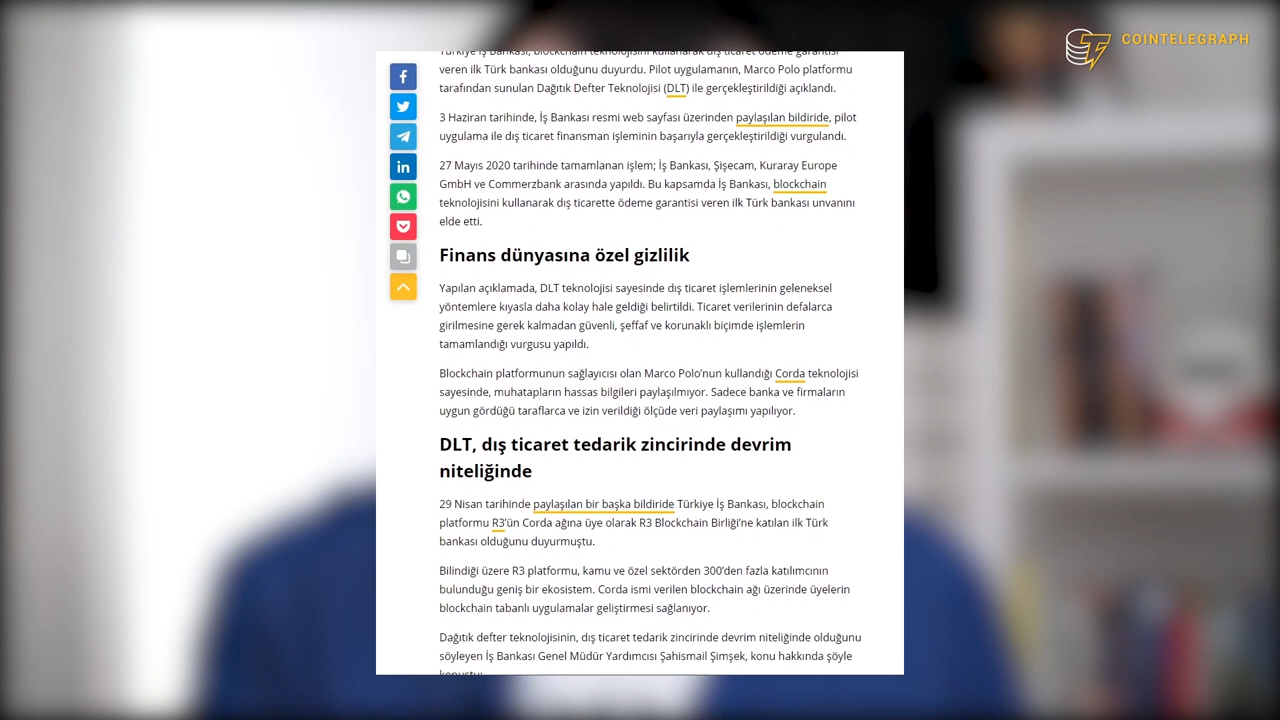 COINTELEGRAPH
Türkiye İş Bankası, blockchain teknolojisini kullanarak dış ticaret ödeme garantisi
veren ilk Türk bankası olduğunu duyurdu. Pilot uygulamanın, Marco Polo platformu
tarafından sunulan Dağıtık Defter Teknolojisi (DLT) ile gerçekleştirildiği açıklandı.
3 Haziran tarihinde, İş Bankası resmi web sayfası üzerinden paylaşılan bildiride, pilot
uygulama ile dış ticaret finansman işleminin başarıyla gerçekleştirildiği vurgulandı.
27 Mayıs 2020 tarihinde tamamlanan işlem; İş Bankası, Şişecam, Kuraray Europe
GmbH ve Commerzbank arasında yapıldı. Bu kapsamda İş Bankası, blockchain
teknolojisini kullanarak dış ticarette ödeme garantisi veren ilk Türk bankası unvanını
elde etti.
Finans dünyasına özel gizlilik
Yapılan açıklamada, DLT teknolojisi sayesinde dış ticaret işlemlerinin geleneksel
yöntemlere kıyasla daha kolay hale geldiği belirtildi. Ticaret verilerinin defalarca
girilmesine gerek kalmadan güvenli, şeffaf ve korunaklı biçimde işlemlerin
tamamlandığı vurgusu yapıldı.
Blockchain platformunun sağlayıcısı olan Marco Polo’nun kullandığı Corda teknolojisi
sayesinde, muhatapların hassas bilgileri paylaşılmıyor. Sadece banka ve firmaların
uygun gördüğü taraflarca ve izin verildiği ölçüde veri paylaşımı yapılıyor.
DLT, dış ticaret tedarik zincirinde devrim
niteliğinde
29 Nisan tarihinde paylaşılan bir başka bildiride Türkiye İş Bankası, blockchain
platformu R3’ün Corda ağına üye olarak R3 Blockchain Birliği’ne katılan ilk Türk
bankası olduğunu duyurmuştu.
Bilindiği üzere R3 platformu, kamu ve özel sektörden 300’den fazla katılımcının
bulunduğu geniş bir ekosistem. Corda ismi verilen blockchain ağı üzerinde üyelerin
blockchain tabanlı uygulamalar geliştirmesi sağlanıyor.
Dağıtık defter teknolojisinin, dış ticaret tedarik zincirinde devrim niteliğinde olduğunu
söyleyen İş Bankası Genel Müdür Yardımcısı Şahismail Şimşek, konu hakkında şöyle